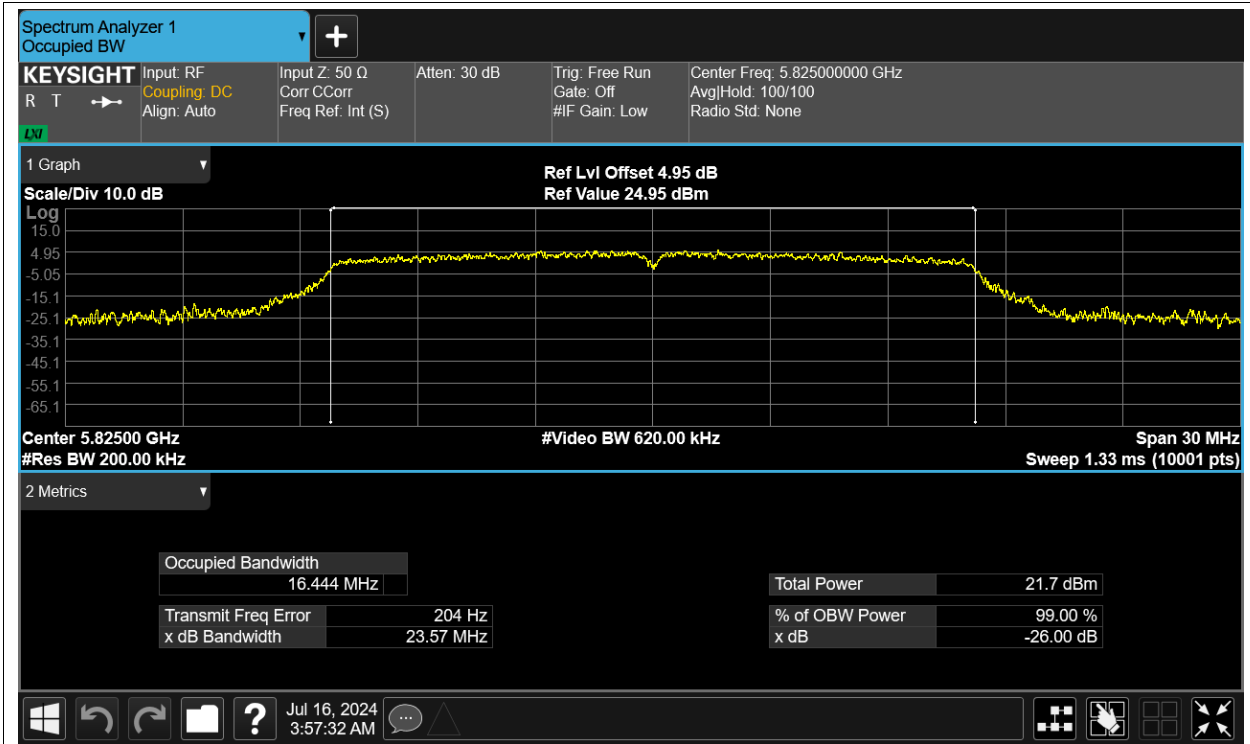 Spectrum Analyzer 1
Occupied BW
KEYSIGHT
R T
LXI
Input: RF
Coupling: DC
Align: Auto
Input Z: 50 Ω
Corr CCorr
Freq Ref: Int (S)
Atten: 30 dB
Trig: Free Run
Gate: Off
#IF Gain: Low
Center Freq: 5.825000000 GHz
Avg|Hold: 100/100
Radio Std: None
1 Graph
Scale/Div 10.0 dB
Ref Lvl Offset 4.95 dB
Ref Value 24.95 dBm
Log
15.0
4.95
-5.05
-15.1
-25.1
-35.1
-45.1
-55.1
-65.1
Center 5.82500 GHz
#Video BW 620.00 kHz
Span 30 MHz
#Res BW 200.00 kHz
Sweep 1.33 ms (10001 pts)
2 Metrics
Occupied Bandwidth
16.444 MHz
Total Power 21.7 dBm
Transmit Freq Error 204 Hz
% of OBW Power 99.00 %
x dB Bandwidth 23.57 MHz
x dB -26.00 dB
?
Jul 16, 2024
3:57:32 AM